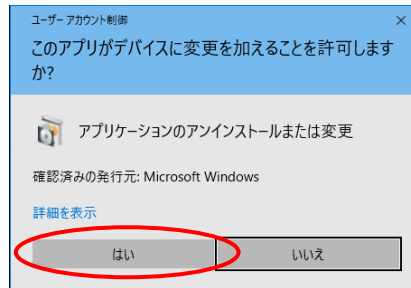 ユーザー アカウント制御
このアプリがデバイスに変更を加えることを許可します
か?
アプリケーションのアンインストールまたは変更
確認済みの発行元: Microsoft Windows
詳細を表示
はい
いいえ